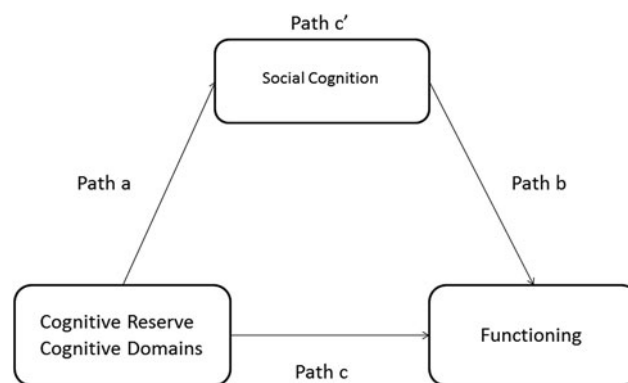 Path c'
Social Cognition
Path a
Path b
Cognitive Reserve
Cognitive Domains
Functioning
Path c